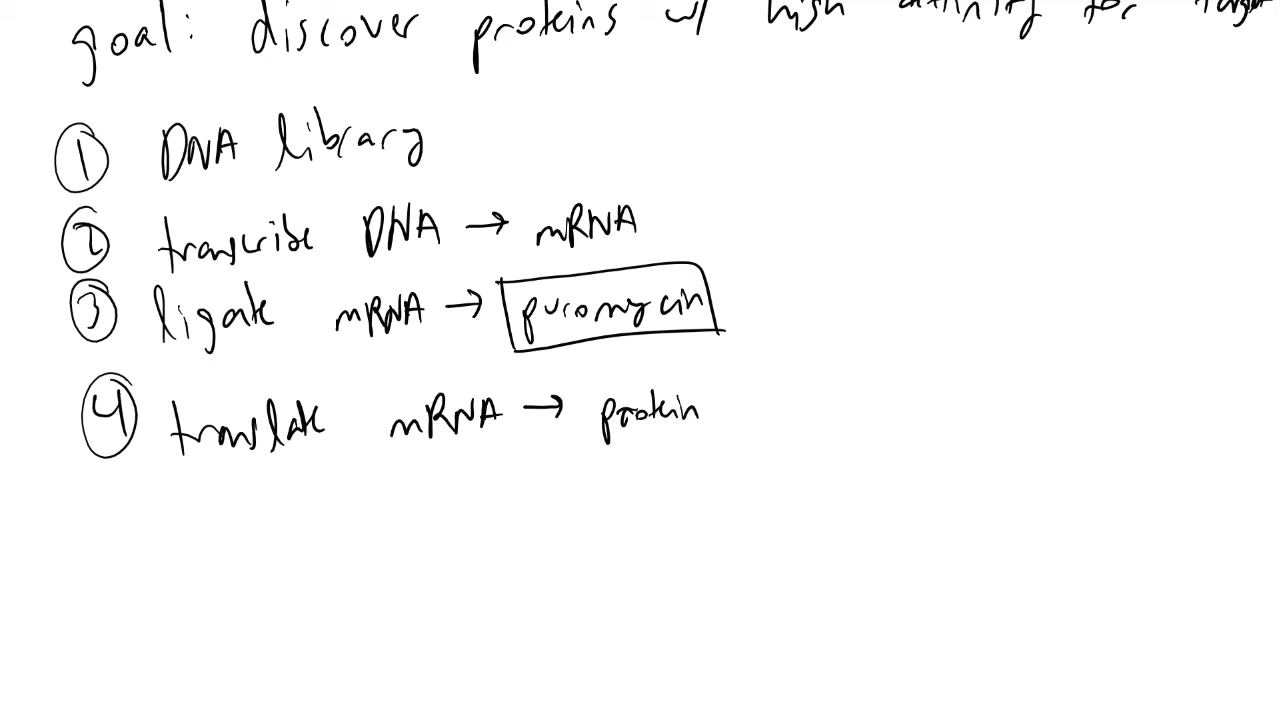 goal: discover proteins w/ high affinity for target
① DNA library
② transcribe DNA → mRNA
③ ligate mRNA → puromycin
④ translate mRNA → protein